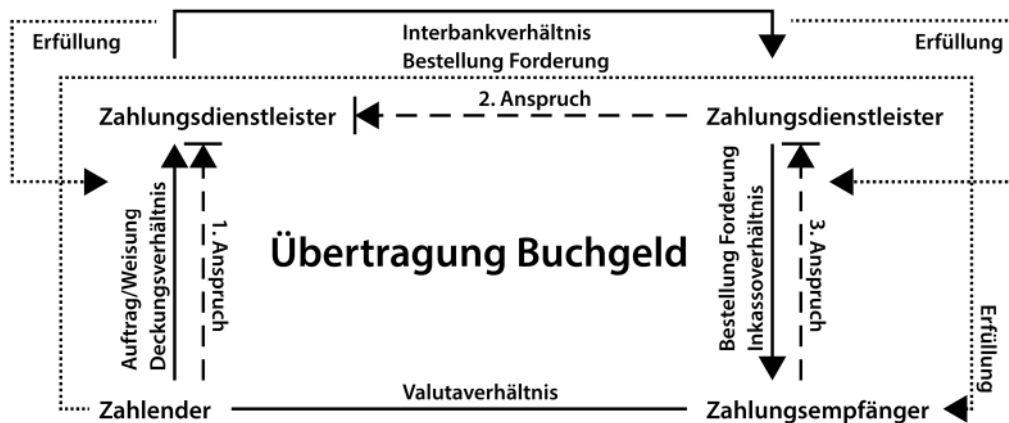 Interbankverhältnis
Bestellung Forderung
Erfüllung
Erfüllung
Zahlungsdienstleister
2. Anspruch
Zahlungsdienstleister
Auftrag/Weisung
Deckungsverhältnis
1. Anspruch
Übertragung Buchgeld
Bestellung Forderung
Inkassoverhältnis
3. Anspruch
Erfüllung
Zahlender
Valutaverhältnis
Zahlungsempfänger